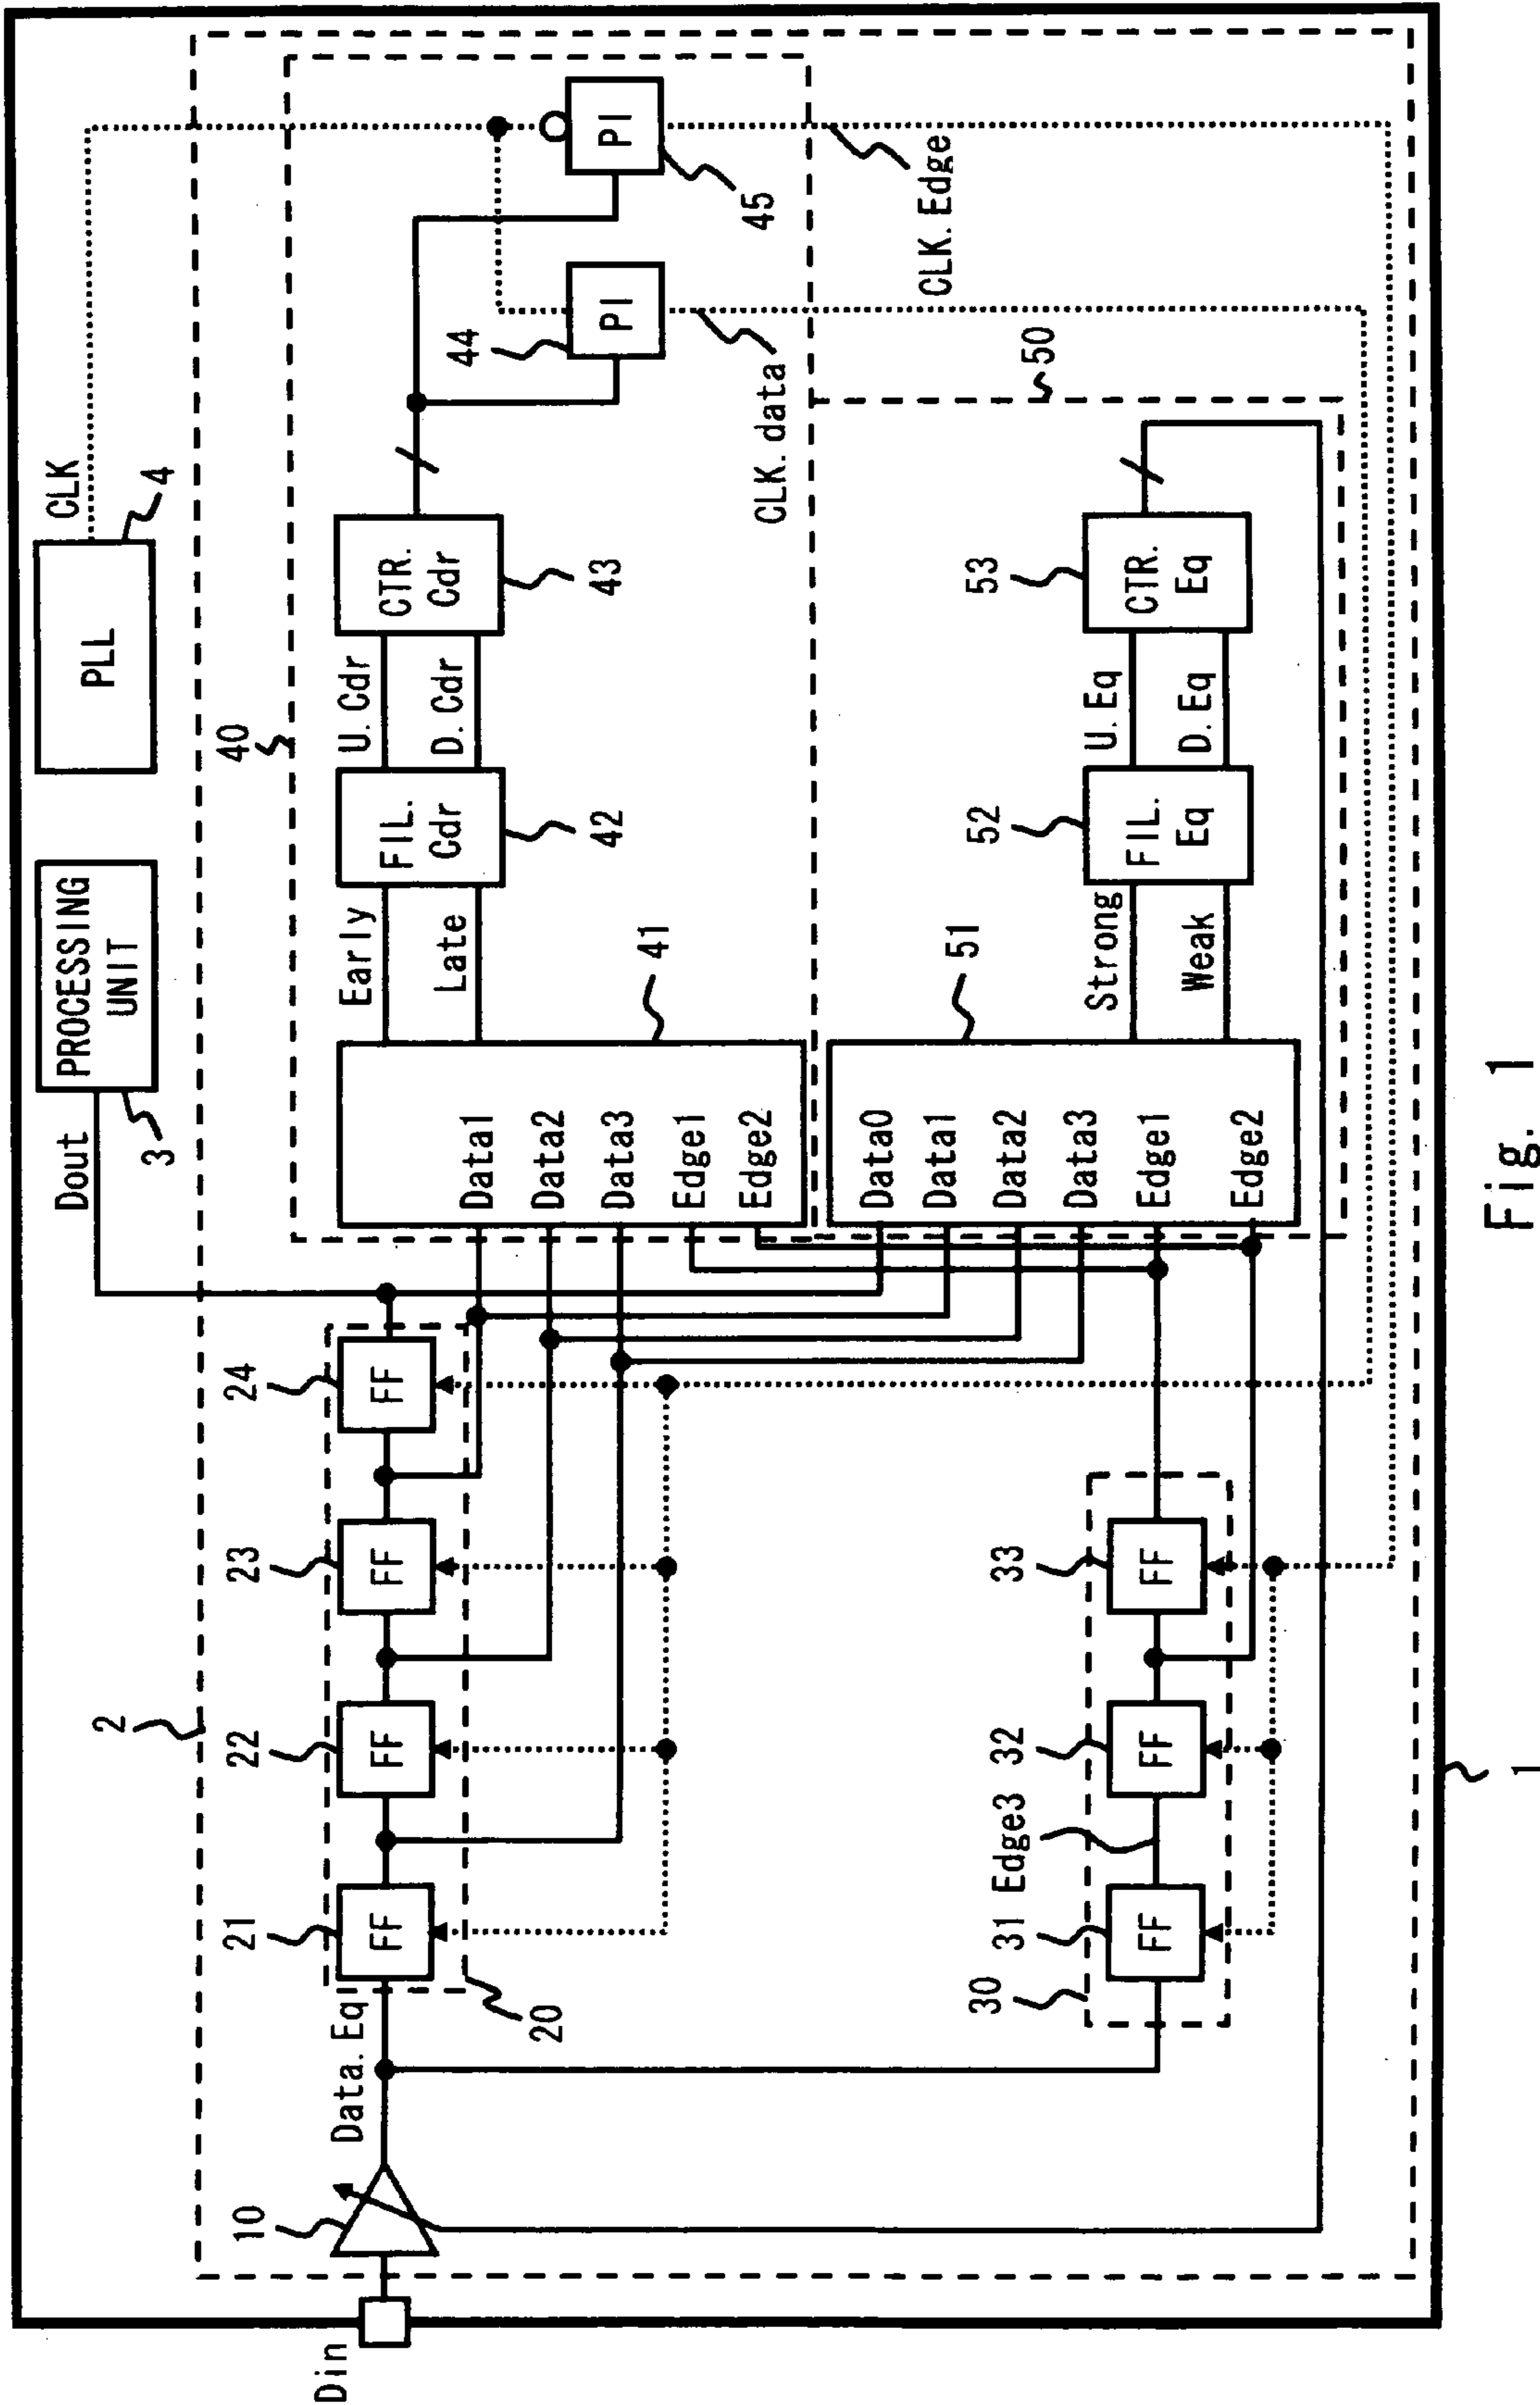 Din
10
Data.Eq
20
21
FF
22
FF
23
FF
24
FF
2
Dout
3
PROCESSING
UNIT
4
PLL
CLK
40
Data1
Data2
Data3
Edge1
Edge2
41
Early
Late
FIL.
Cdr
42
U.Cdr
D.Cdr
CTR.
Cdr
43
44
PI
45
PI
CLK.data
CLK.Edge
30
31
FF
Edge3
32
FF
33
FF
Data0
Data1
Data2
Data3
Edge1
Edge2
51
Strong
Weak
FIL.
Eq
52
U.Eq
D.Eq
CTR.
Eq
53
50
1
Fig. 1